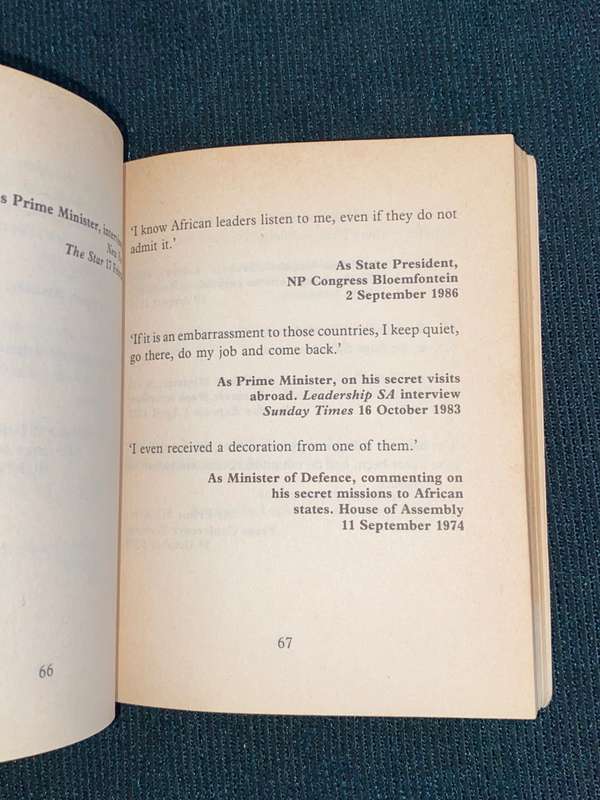 s Prime Minister,
The Star 17
66
'I know African leaders listen to me, even if they do not
admit it.'
As State President,
NP Congress Bloemfontein
2 September 1986
'If it is an embarrassment to those countries, I keep quiet,
go there, do my job and come back.'
As Prime Minister, on his secret visits
abroad. Leadership SA interview
Sunday Times 16 October 1983
'I even received a decoration from one of them.'
As Minister of Defence, commenting on
his secret missions to African
states. House of Assembly
11 September 1974
67